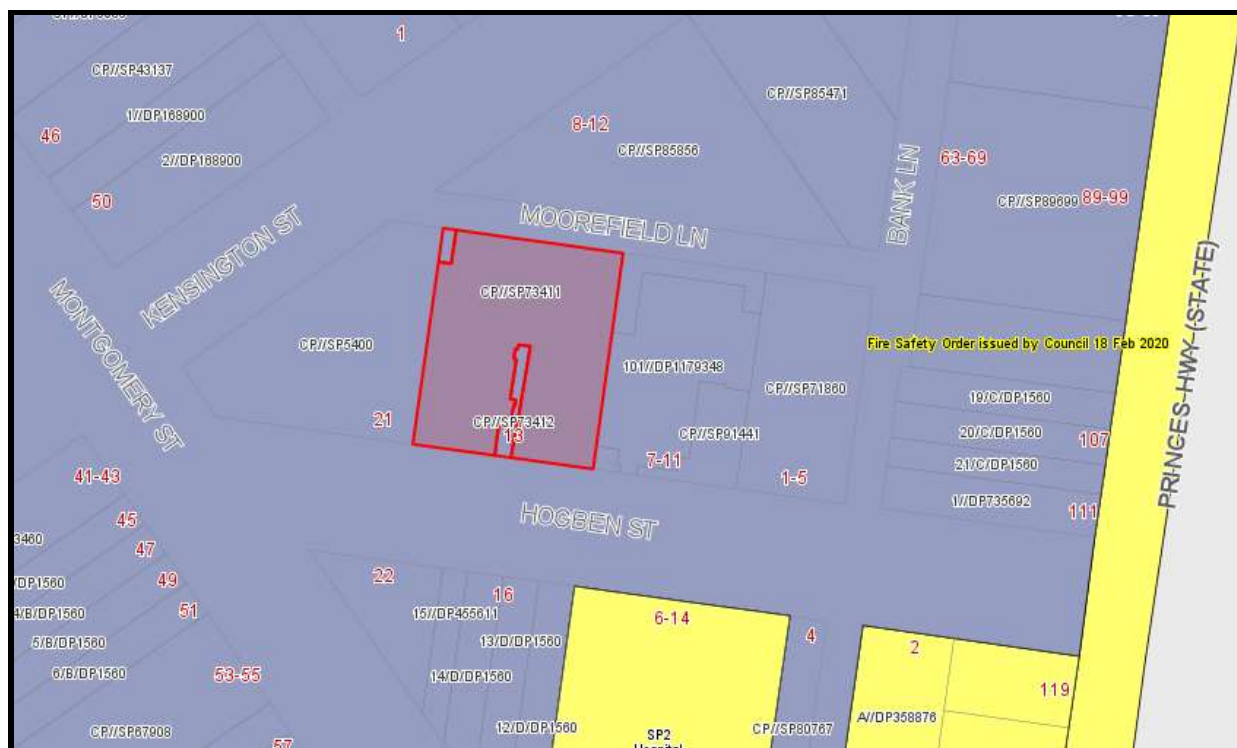 1
CP//SP43137
1//DP168900
46
2//DP168900
50
8-12
CP//SP85856
CP//SP85471
BANK LN
63-69
CP//SP89699
89-99
MOOREFIELD LN
KENSINGTON ST
MONTGOMERY ST
CP//SP73411
CP//SP5400
101//DP1179348
CP//SP71860
Fire Safety Order issued by Council 18 Feb 2020
PRINCES HWY (STATE)
19/C/DP1560
20/C/DP1560
107
21/C/DP1560
1//DP735692
111
21
CP//SP73412
13
CP//SP91441
7-11
1-5
HOGBEN ST
41-43
45
3460
47
/DP1560
49
4/B/DP1560
51
5/B/DP1560
6/B/DP1560
53-55
CP//SP67908
57
22
16
15//DP455611
13/D/DP1560
14/D/DP1560
12/D/DP1560
6-14
4
2
119
A//DP358876
CP//SP80767
SP2
Hospital